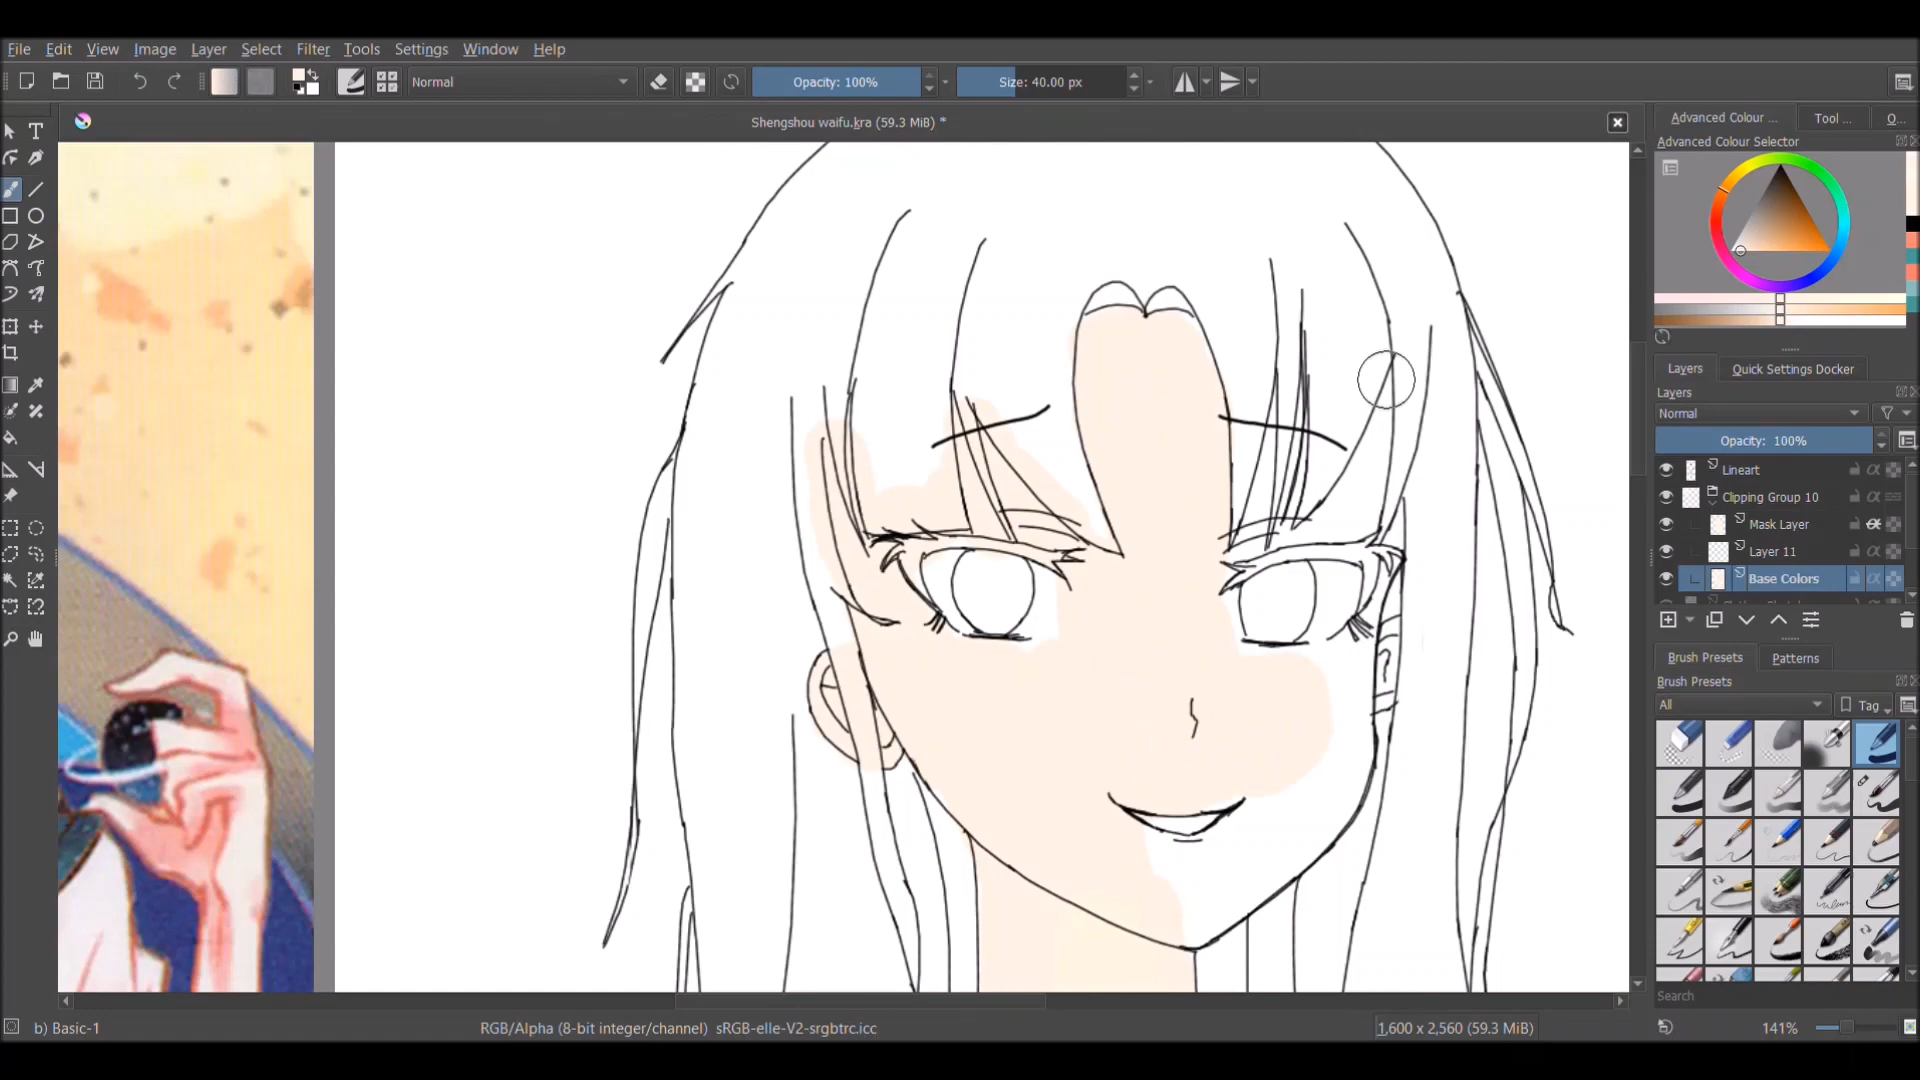 File Edit View Image Layer Select Filter Tools Settings Window Help
Normal Opacity: 100% Size: 40.00 px
Shengshou waifu.kra (59.3 MiB) *
Advanced Colour ... Tool ... O...
Advanced Colour Selector
Layers Quick Settings Docker
Layers
Normal
Opacity: 100%
Lineart
Clipping Group 10
Mask Layer
Layer 11
Base Colors
Brush Presets Patterns
Brush Presets
All Tag
Search
b) Basic-1 RGB/Alpha (8-bit integer/channel) sRGB-elle-V2-srgbtrc.icc 1,600 x 2,560 (59.3 MiB) 141%